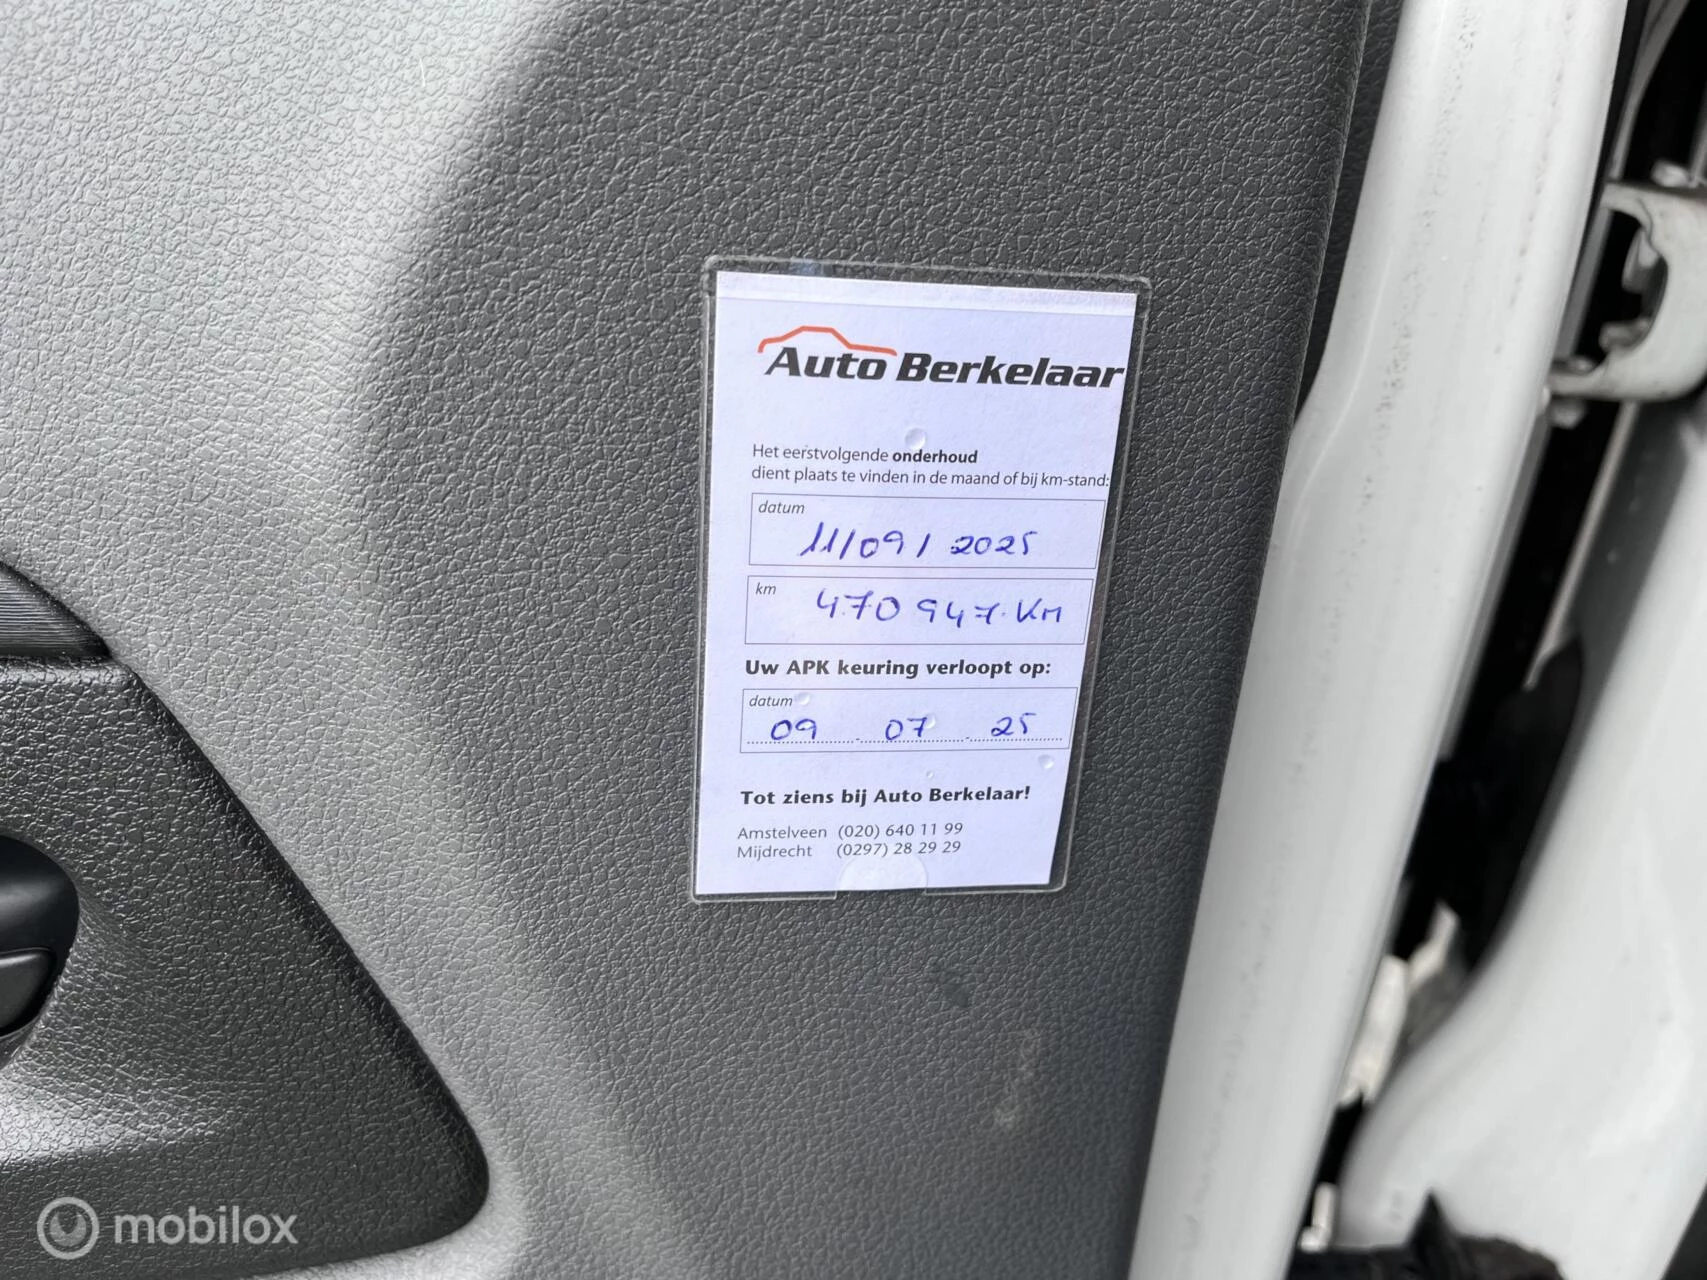 Auto Berkelaar
Het eerstvolgende onderhoud
dient plaats te vinden in de maand of bij km-stand:
datum
11/09/2025
km
470 947. KM
Uw APK keuring verloopt op:
datum
09 - 07 - 25
Tot ziens bij Auto Berkelaar!
Amstelveen (020) 640 11 99
Mijdrecht (0297) 28 29 29
mobilox